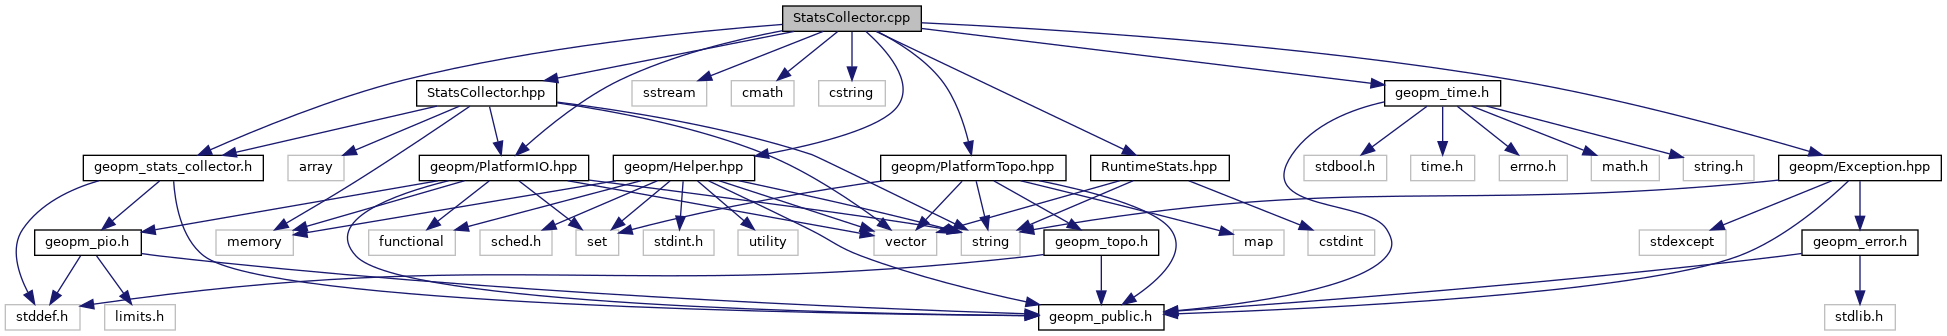 StatsCollector.cpp
StatsCollector.hpp
sstream
cmath
cstring
geopm_time.h
geopm_stats_collector.h
array
geopm/PlatformIO.hpp
geopm/Helper.hpp
geopm/PlatformTopo.hpp
RuntimeStats.hpp
stdbool.h
time.h
errno.h
math.h
string.h
geopm/Exception.hpp
geopm_pio.h
memory
functional
sched.h
set
stdint.h
utility
vector
string
geopm_topo.h
map
cstdint
stdexcept
geopm_error.h
stddef.h
limits.h
geopm_public.h
stdlib.h